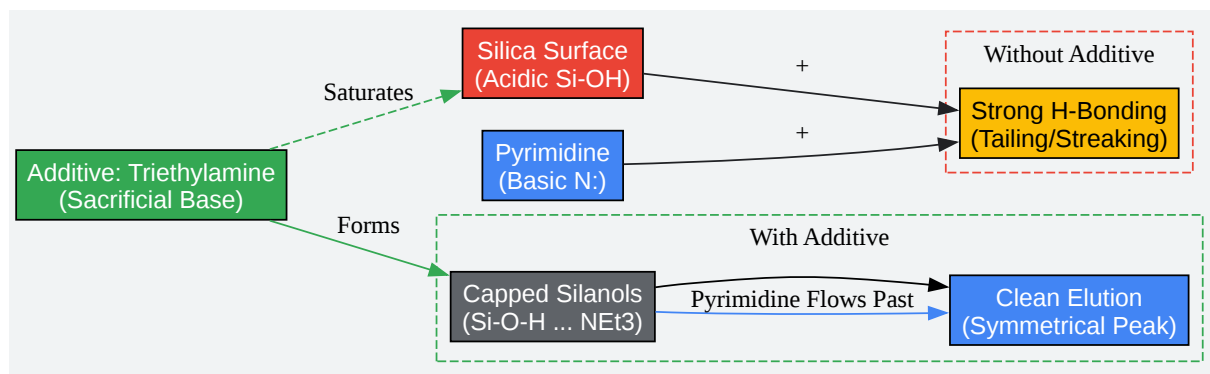 Silica Surface
(Acidic Si-OH)
Without Additive
+
Saturates
Strong H-Bonding
(Tailing/Streaking)
+
Pyrimidine
(Basic N:)
Additive: Triethylamine
(Sacrificial Base)
Forms
With Additive
Capped Silanols
(Si-O-H ... NEt3)
Pyrimidine Flows Past
Clean Elution
(Symmetrical Peak)